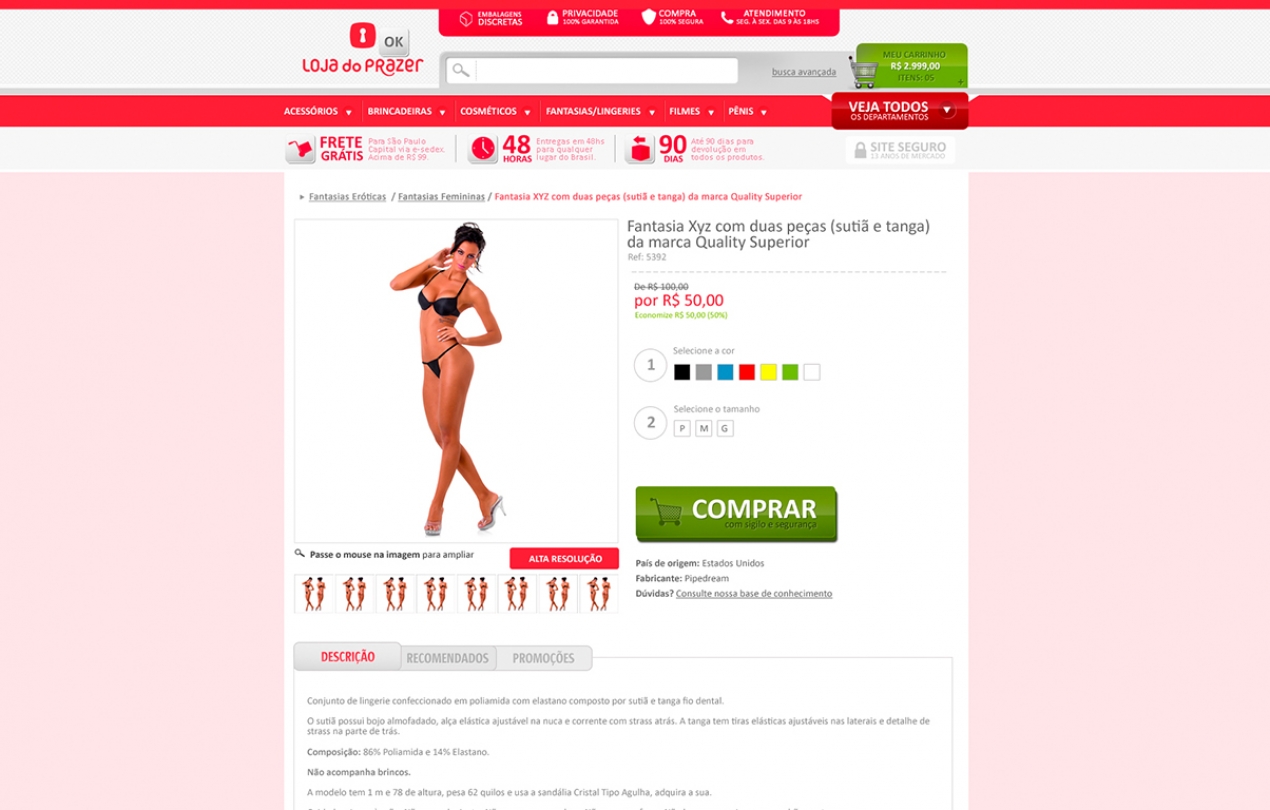 EMBALAGENS
DISCRETAS
PRIVACIDADE
100% GARANTIDA
COMPRA
100% SEGURA
ATENDIMENTO
SEG. À SEX. DAS 9 ÀS 18HS
LOJA do PRAZER
OK
busca avançada
MEU CARRINHO
R$ 2.999,00
ITENS: 05
+
ACESSÓRIOS
BRINCADEIRAS
COSMÉTICOS
FANTASIAS/LINGERIES
FILMES
PÊNIS
VEJA TODOS
OS DEPARTAMENTOS
FRETE
GRÁTIS
Para São Paulo
Capital via e-sedex.
Acima de R$ 99.
48
HORAS
Entregas em 48hs
para qualquer
lugar do Brasil.
90
DIAS
Até 90 dias para
devolução em
todos os produtos.
SITE SEGURO
13 ANOS DE MERCADO
Fantasias Eróticas / Fantasias Femininas / Fantasia XYZ com duas peças (sutiã e tanga) da marca Quality Superior
Fantasia Xyz com duas peças (sutiã e tanga)
da marca Quality Superior
Ref: 5392
De R$ 100,00
por R$ 50,00
Economize R$ 50,00 (50%)
1
Selecione a cor
2
Selecione o tamanho
P M G
COMPRAR
com sigilo e segurança
Passe o mouse na imagem para ampliar
ALTA RESOLUÇÃO
País de origem: Estados Unidos
Fabricante: Pipedream
Dúvidas? Consulte nossa base de conhecimento
DESCRIÇÃO
RECOMENDADOS
PROMOÇÕES
Conjunto de lingerie confeccionado em poliamida com elastano composto por sutiã e tanga fio dental.
O sutiã possui bojo almofadado, alça elástica ajustável na nuca e corrente com strass atrás. A tanga tem tiras elásticas ajustáveis nas laterais e detalhe de
strass na parte de trás.
Composição: 86% Poliamida e 14% Elastano.
Não acompanha brincos.
A modelo tem 1 m e 78 de altura, pesa 62 quilos e usa a sandália Cristal Tipo Agulha, adquira a sua.